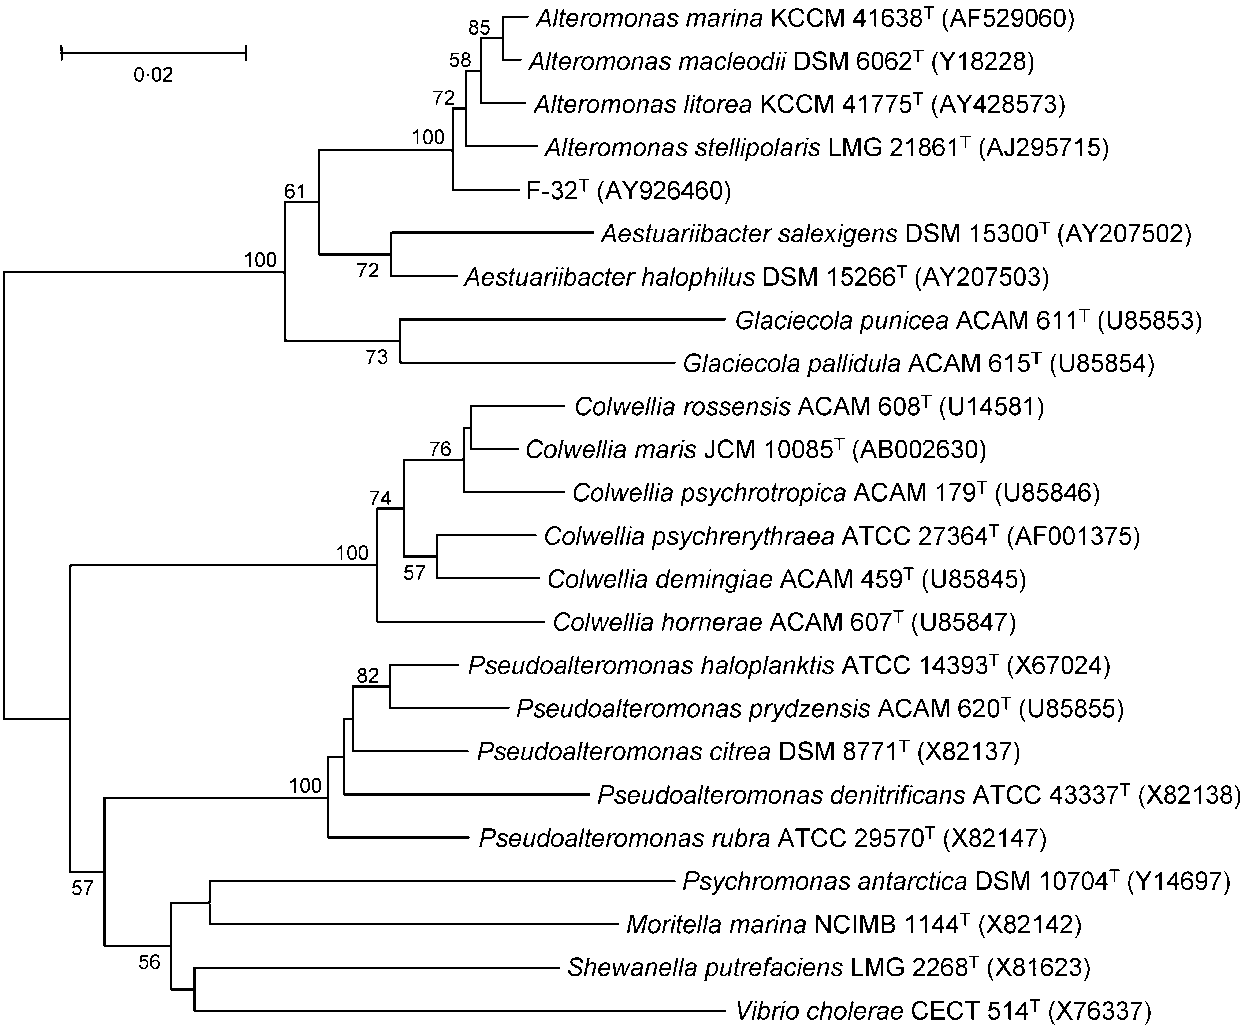 85
Alteromonas marina KCCM 41638ᵀ (AF529060)
0·02
58
Alteromonas macleodii DSM 6062ᵀ (Y18228)
72
Alteromonas litorea KCCM 41775ᵀ (AY428573)
100
Alteromonas stellipolaris LMG 21861ᵀ (AJ295715)
61
F-32ᵀ (AY926460)
Aestuariibacter salexigens DSM 15300ᵀ (AY207502)
100
72
Aestuariibacter halophilus DSM 15266ᵀ (AY207503)
Glaciecola punicea ACAM 611ᵀ (U85853)
73
Glaciecola pallidula ACAM 615ᵀ (U85854)
Colwellia rossensis ACAM 608ᵀ (U14581)
76
Colwellia maris JCM 10085ᵀ (AB002630)
74
Colwellia psychrotropica ACAM 179ᵀ (U85846)
100
Colwellia psychrerythraea ATCC 27364ᵀ (AF001375)
57
Colwellia demingiae ACAM 459ᵀ (U85845)
Colwellia hornerae ACAM 607ᵀ (U85847)
82
Pseudoalteromonas haloplanktis ATCC 14393ᵀ (X67024)
Pseudoalteromonas prydzensis ACAM 620ᵀ (U85855)
Pseudoalteromonas citrea DSM 8771ᵀ (X82137)
100
Pseudoalteromonas denitrificans ATCC 43337ᵀ (X82138)
Pseudoalteromonas rubra ATCC 29570ᵀ (X82147)
57
Psychromonas antarctica DSM 10704ᵀ (Y14697)
Moritella marina NCIMB 1144ᵀ (X82142)
56
Shewanella putrefaciens LMG 2268ᵀ (X81623)
Vibrio cholerae CECT 514ᵀ (X76337)